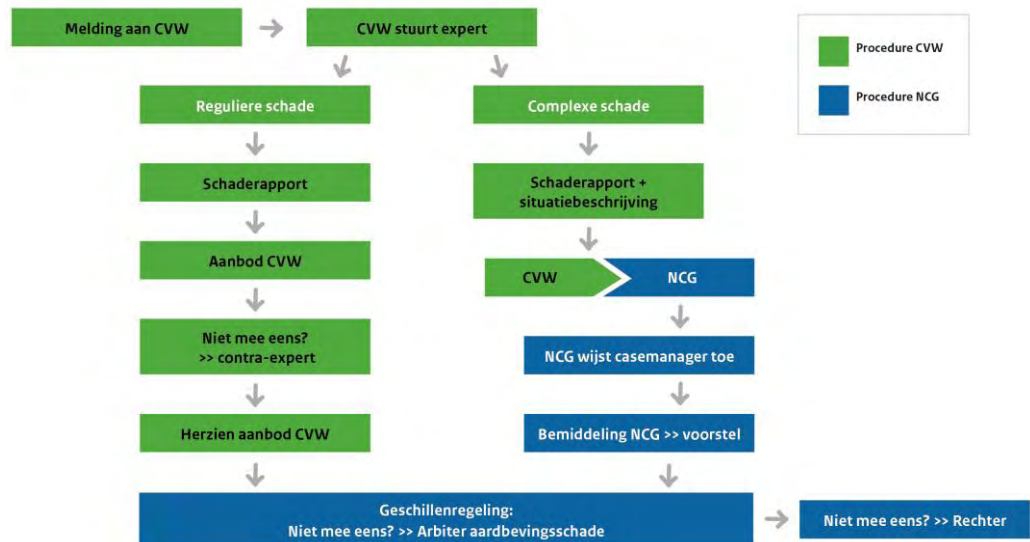 Melding aan CVW
CVW stuurt expert
Procedure CVW
Procedure NCG
Reguliere schade
Complexe schade
Schaderapport
Schaderapport +
situatiebeschrijving
Aanbod CVW
CVW
NCG
Niet mee eens?
>> contra-expert
NCG wijst casemanager toe
Herzien aanbod CVW
Bemiddeling NCG >> voorstel
Geschillenregeling:
Niet mee eens? >> Arbiter aardbevingsschade
Niet mee eens? >> Rechter